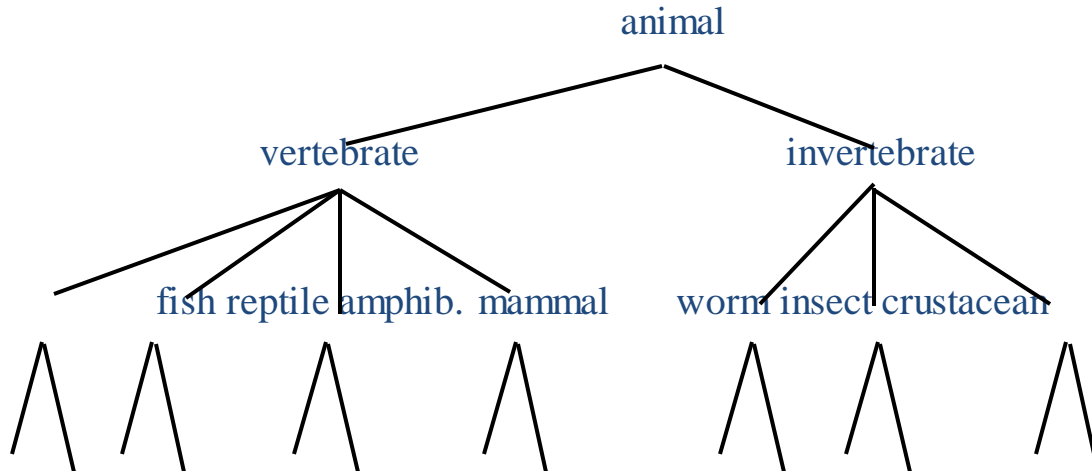 animal
vertebrate invertebrate
fish reptile amphib. mammal worm insect crustacean